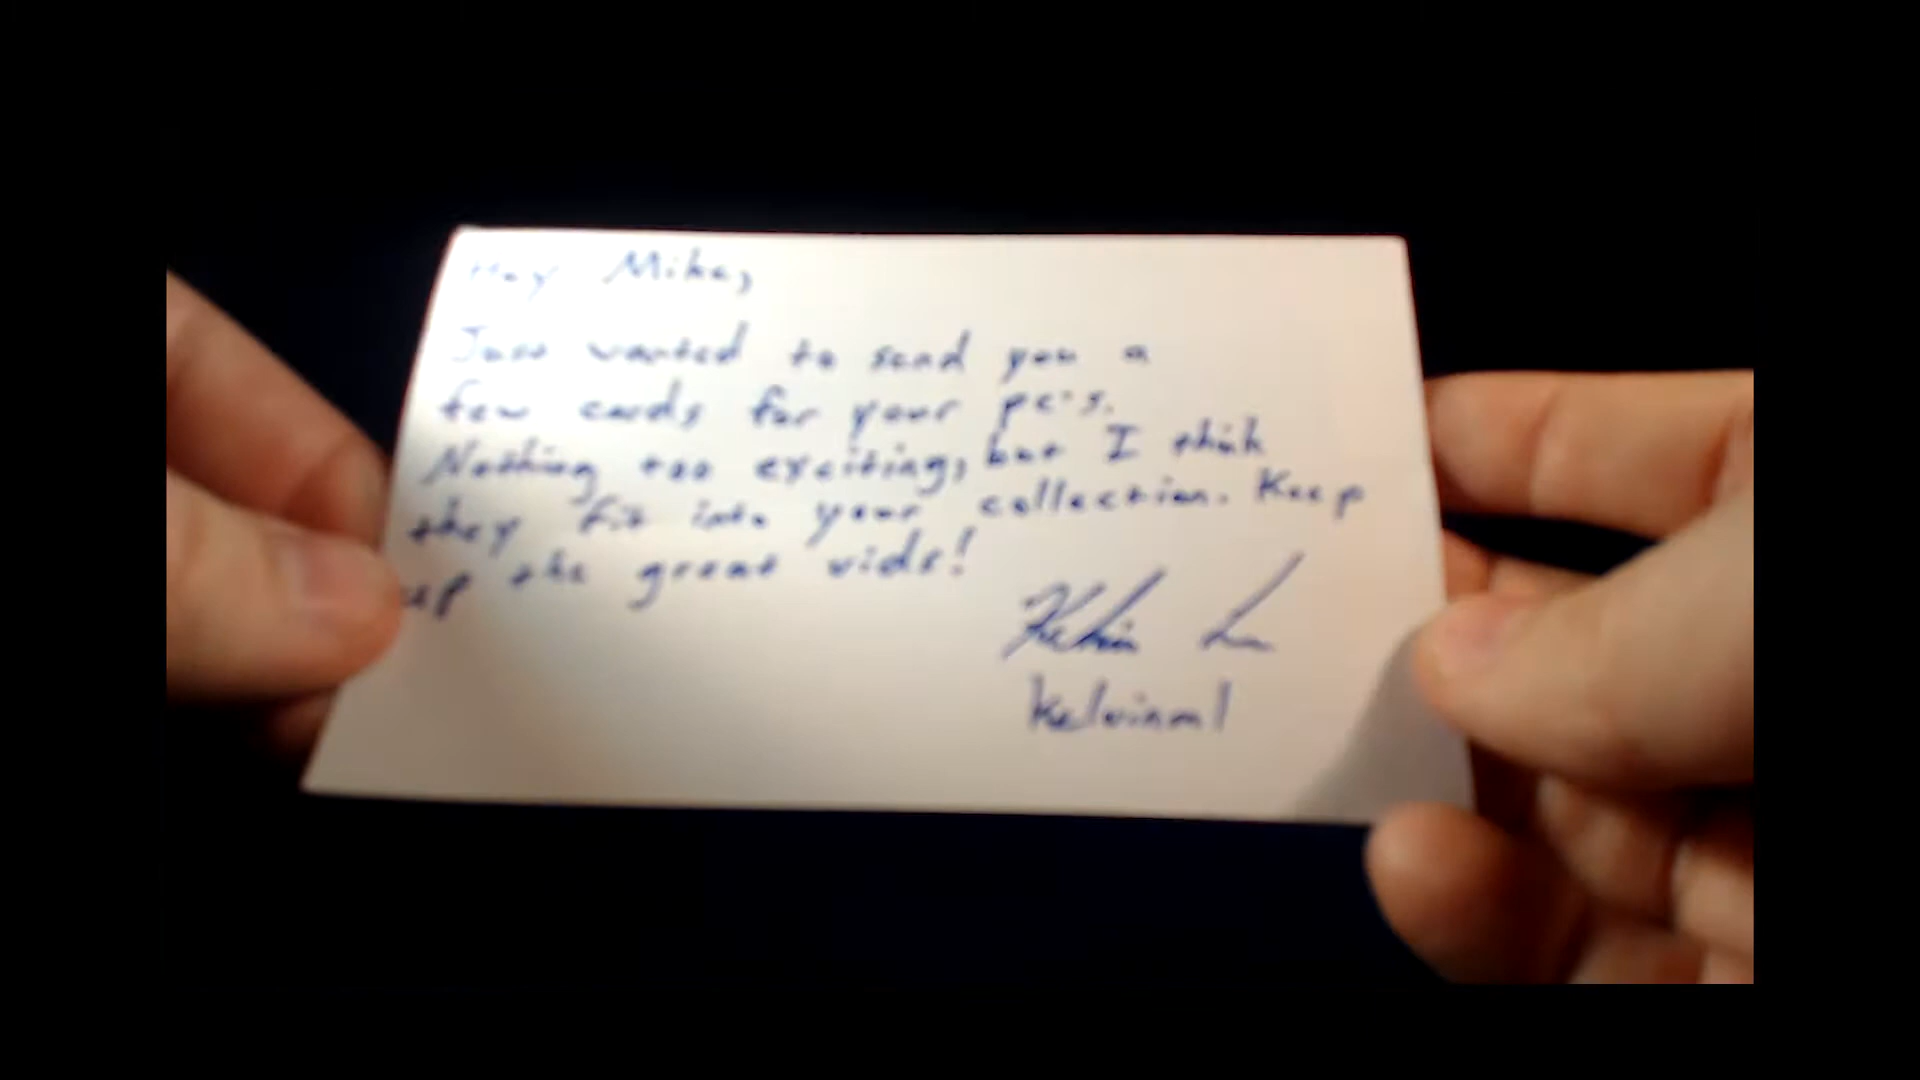 Hey Mike,
Just wanted to send you a
few cards for your pc's.
Nothing too exciting, but I think
they fit into your collection. Keep
up the great vids!
Kelvin
kelvinml